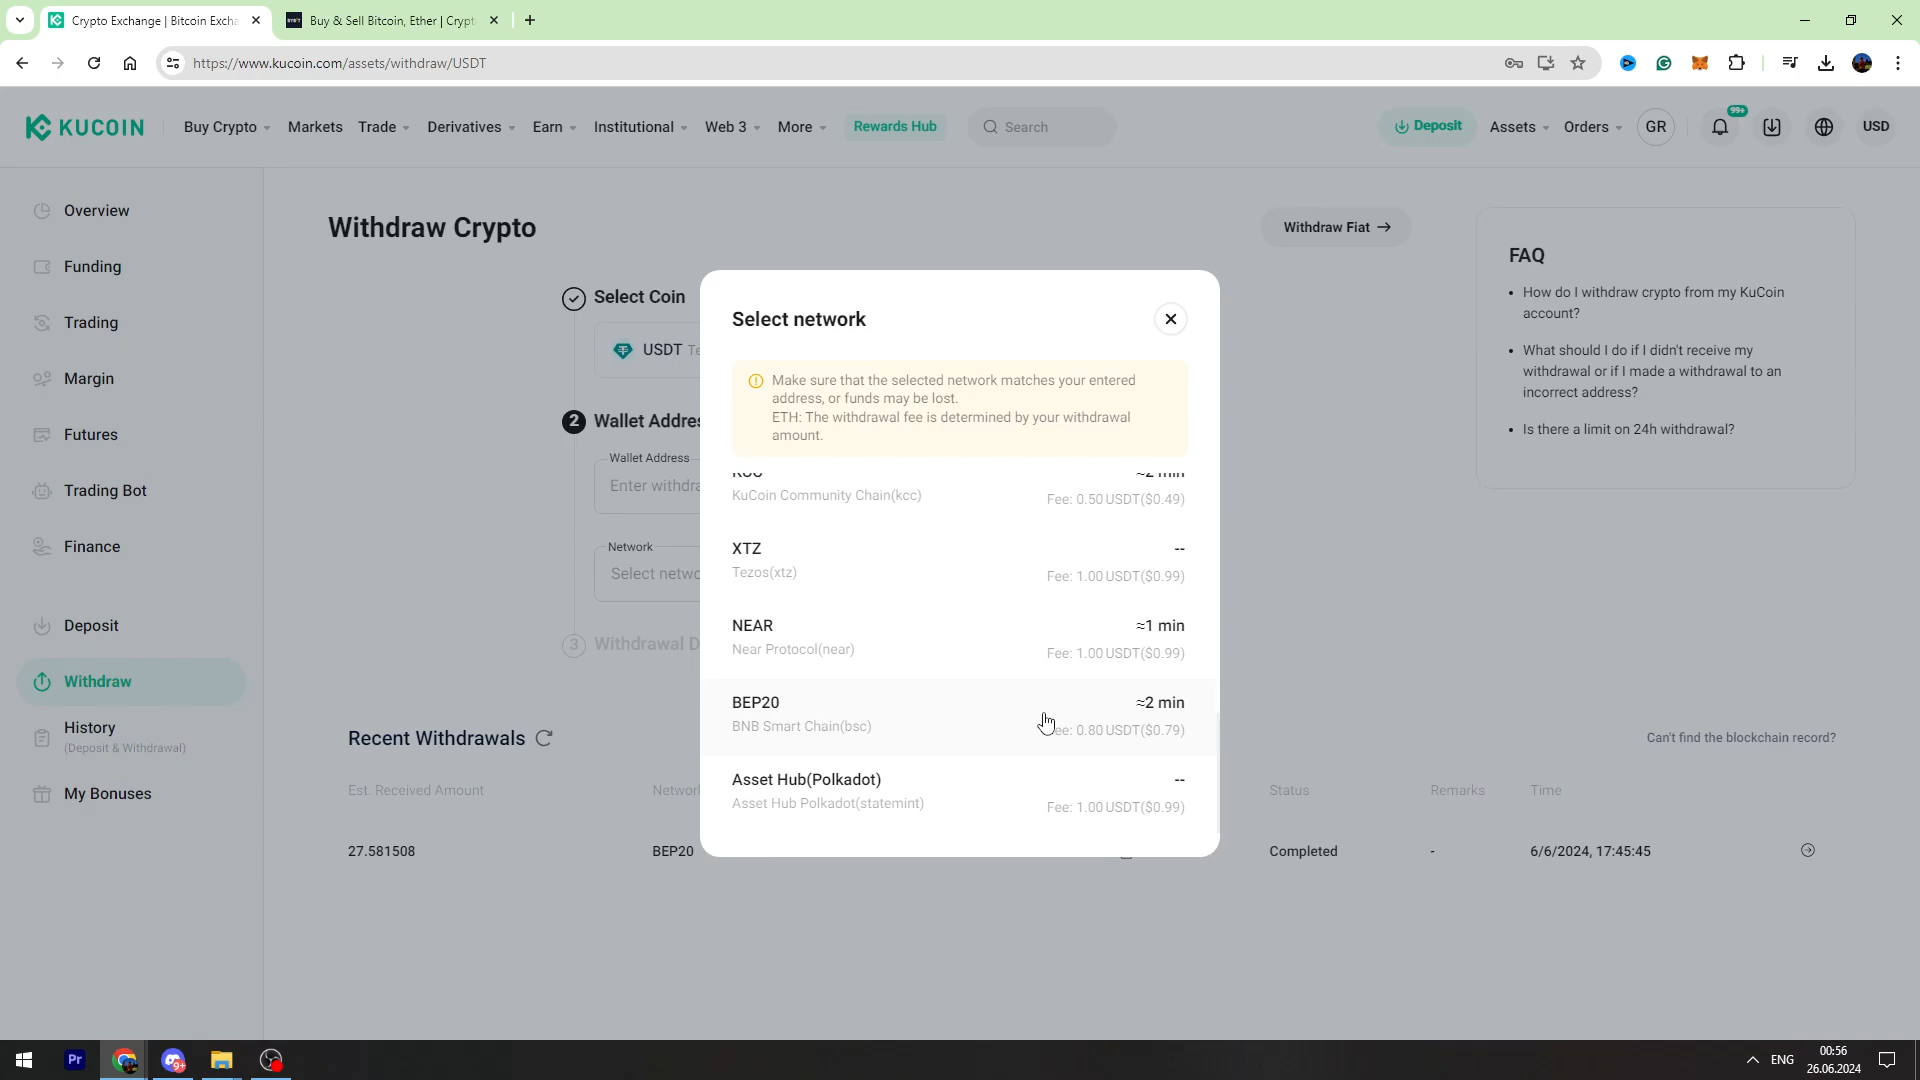 Crypto Exchange | Bitcoin Excha
Buy & Sell Bitcoin, Ether | Crypt
https://www.kucoin.com/assets/withdraw/USDT
KUCOIN
Buy Crypto
Markets
Trade
Derivatives
Earn
Institutional
Web 3
More
Rewards Hub
Search
Deposit
Assets
Orders
GR
99+
USD
Overview
Funding
Trading
Margin
Futures
Trading Bot
Finance
Deposit
Withdraw
History
(Deposit & Withdrawal)
My Bonuses
Withdraw Crypto
Withdraw Fiat
Select Coin
USDT Te
2 Wallet Addres
Wallet Address
Enter withdra
Network
Select netwo
3 Withdrawal D
Select network
Make sure that the selected network matches your entered
address, or funds may be lost.
ETH: The withdrawal fee is determined by your withdrawal
amount.
KuCoin Community Chain(kcc)
Fee: 0.50 USDT($0.49)
XTZ
--
Tezos(xtz)
Fee: 1.00 USDT($0.99)
NEAR
≈1 min
Near Protocol(near)
Fee: 1.00 USDT($0.99)
BEP20
≈2 min
BNB Smart Chain(bsc)
ee: 0.80 USDT($0.79)
Asset Hub(Polkadot)
--
Asset Hub Polkadot(statemint)
Fee: 1.00 USDT($0.99)
FAQ
• How do I withdraw crypto from my KuCoin
account?
• What should I do if I didn't receive my
withdrawal or if I made a withdrawal to an
incorrect address?
• Is there a limit on 24h withdrawal?
Recent Withdrawals
Can't find the blockchain record?
Est. Received Amount
Networ
Status
Remarks
Time
27.581508
BEP20
Completed
-
6/6/2024, 17:45:45
Pr
9+
ENG
00:56
26.06.2024